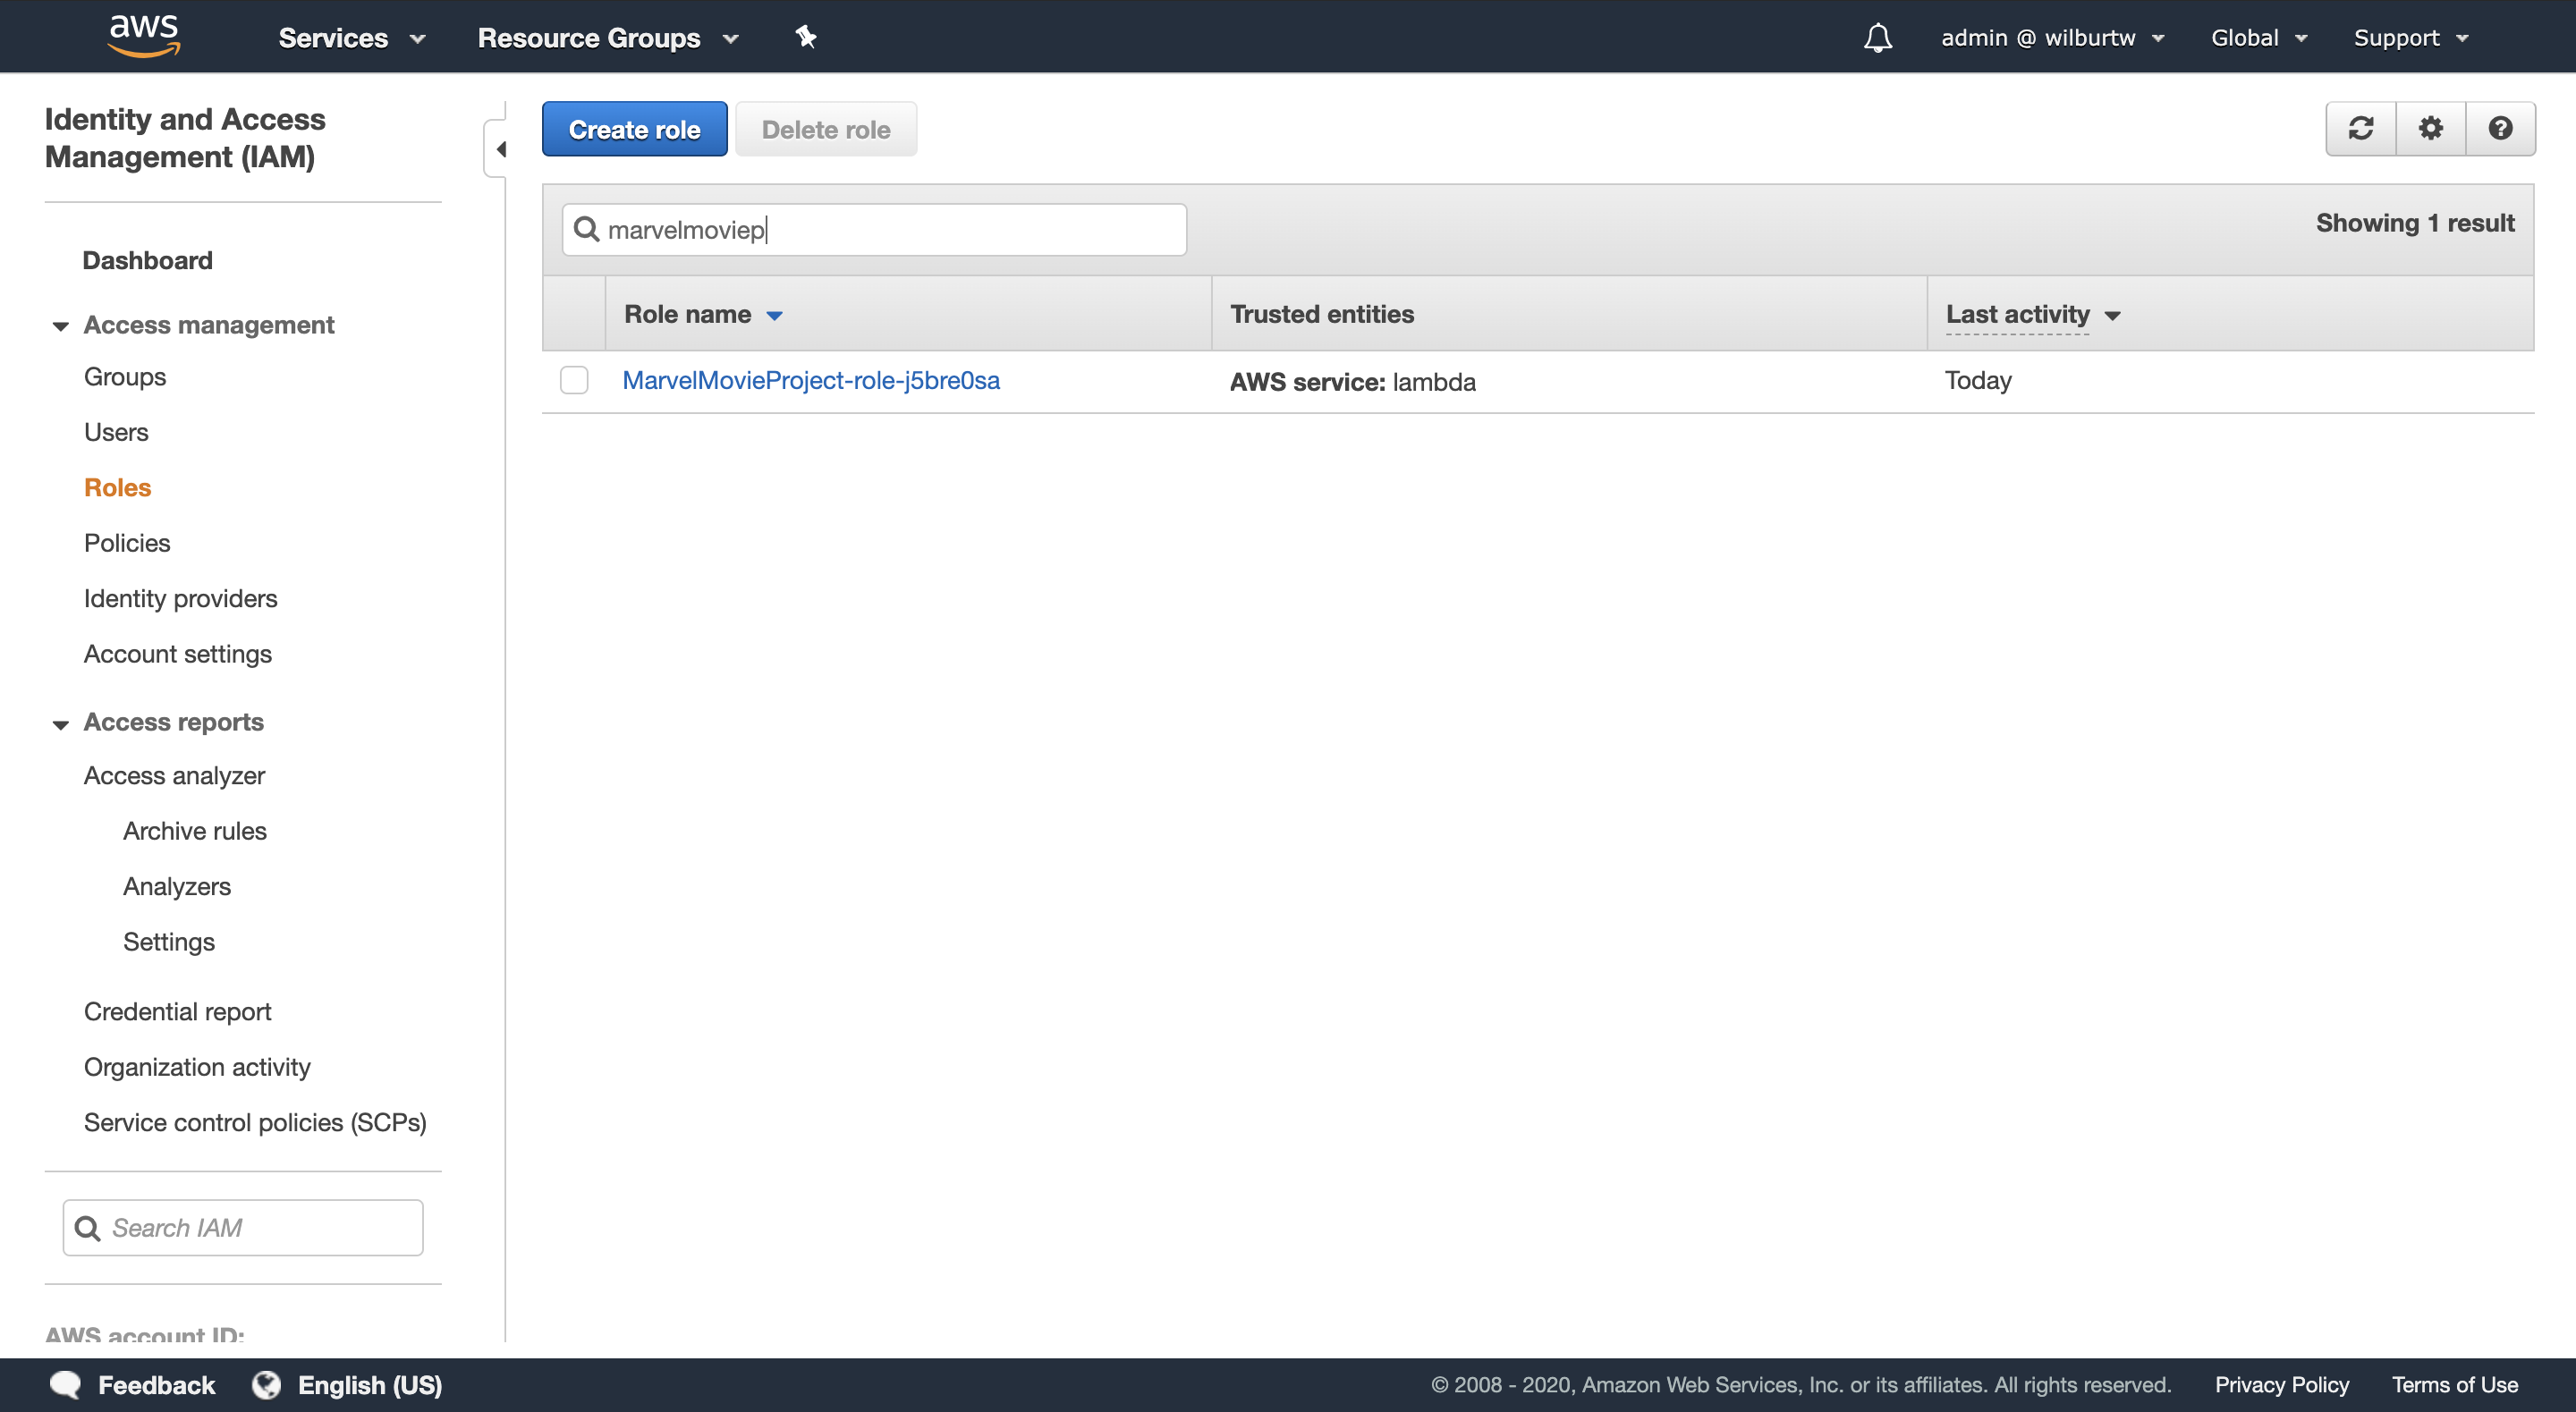 aws
Services
Resource Groups
admin @ wilburtw
Global
Support
Identity and Access
Management (IAM)
Dashboard
Access management
Groups
Users
Roles
Policies
Identity providers
Account settings
Access reports
Access analyzer
Archive rules
Analyzers
Settings
Credential report
Organization activity
Service control policies (SCPs)
Search IAM
AWS account ID:
Create role
Delete role
marvelmoviep
Showing 1 result
Role name
Trusted entities
Last activity
MarvelMovieProject-role-j5bre0sa
AWS service: lambda
Today
Feedback
English (US)
© 2008 - 2020, Amazon Web Services, Inc. or its affiliates. All rights reserved.
Privacy Policy
Terms of Use